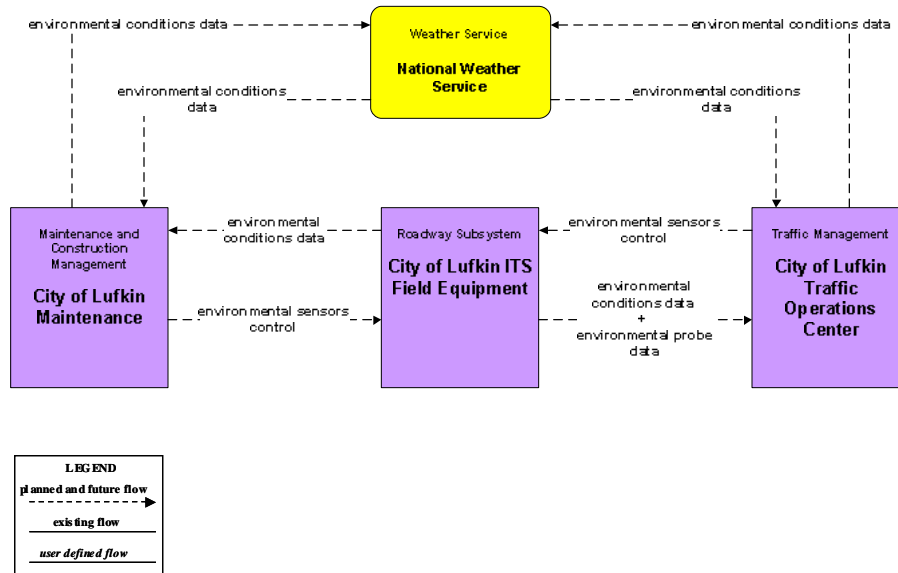 environmental conditions data
environmental conditions data
Weather Service
National Weather
Service
environmental conditions
data
environmental conditions
data
Maintenance and
Construction
Management
City of Lufkin
Maintenance
environmental
conditions data
environmental sensors
control
Roadway Subsystem
City of Lufkin ITS
Field Equipment
environmental sensors
control
environmental
conditions data
+
environmental probe
data
Traffic Management
City of Lufkin
Traffic
Operations
Center
LEGEND
planned and future flow
existing flow
user defined flow